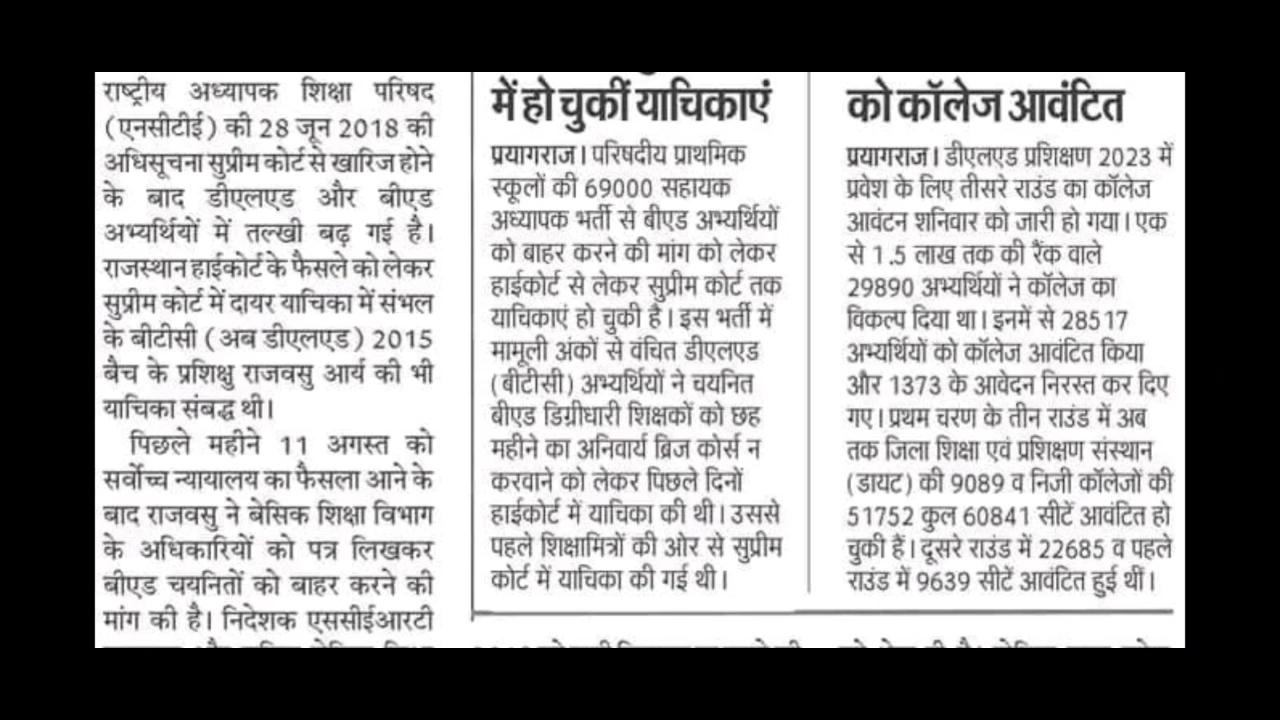 राष्ट्रीय अध्यापक शिक्षा परिषद
(एनसीटीई) की 28 जून 2018 की
अधिसूचना सुप्रीम कोर्ट से खारिज होने
के बाद डीएलएड और बीएड
अभ्यर्थियों में तल्खी बढ़ गई है।
राजस्थान हाईकोर्ट के फैसले को लेकर
सुप्रीम कोर्ट में दायर याचिका में संभल
के बीटीसी (अब डीएलएड) 2015
बैच के प्रशिक्षु राजवसु आर्य की भी
याचिका संबद्ध थी।
पिछले महीने 11 अगस्त को
सर्वोच्च न्यायालय का फैसला आने के
बाद राजवसु ने बेसिक शिक्षा विभाग
के अधिकारियों को पत्र लिखकर
बीएड चयनितों को बाहर करने की
मांग की है। निदेशक एससीईआरटी
में हो चुकीं याचिकाएं
प्रयागराज। परिषदीय प्राथमिक
स्कूलों की 69000 सहायक
अध्यापक भर्ती से बीएड अभ्यर्थियों
को बाहर करने की मांग को लेकर
हाईकोर्ट से लेकर सुप्रीम कोर्ट तक
याचिकाएं हो चुकी है। इस भर्ती में
मामूली अंकों से वंचित डीएलएड
(बीटीसी) अभ्यर्थियों ने चयनित
बीएड डिग्रीधारी शिक्षकों को छह
महीने का अनिवार्य ब्रिज कोर्स न
करवाने को लेकर पिछले दिनों
हाईकोर्ट में याचिका की थी। उससे
पहले शिक्षामित्रों की ओर से सुप्रीम
कोर्ट में याचिका की गई थी।
को कॉलेज आवंटित
प्रयागराज। डीएलएड प्रशिक्षण 2023 में
प्रवेश के लिए तीसरे राउंड का कॉलेज
आवंटन शनिवार को जारी हो गया। एक
से 1.5 लाख तक की रैंक वाले
29890 अभ्यर्थियों ने कॉलेज का
विकल्प दिया था। इनमें से 28517
अभ्यर्थियों को कॉलेज आवंटित किया
और 1373 के आवेदन निरस्त कर दिए
गए। प्रथम चरण के तीन राउंड में अब
तक जिला शिक्षा एवं प्रशिक्षण संस्थान
(डायट) की 9089 व निजी कॉलेजों की
51752 कुल 60841 सीटें आवंटित हो
चुकी हैं। दूसरे राउंड में 22685 व पहले
राउंड में 9639 सीटें आवंटित हुई थीं।